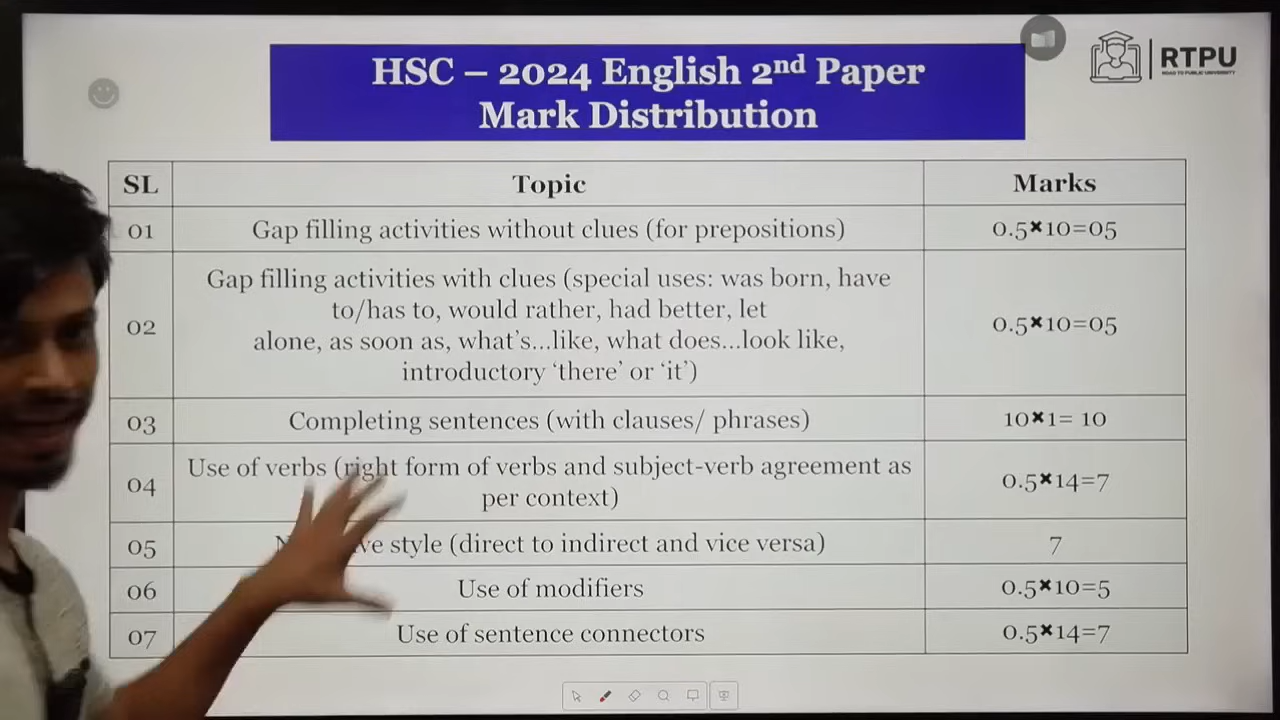 HSC – 2024 English 2nd Paper
Mark Distribution
RTPU
ROAD TO PUBLIC UNIVERSITY
SL Topic Marks
01 Gap filling activities without clues (for prepositions) 0.5×10=05
02 Gap filling activities with clues (special uses: was born, have
to/has to, would rather, had better, let
alone, as soon as, what's...like, what does...look like,
introductory 'there' or 'it') 0.5×10=05
03 Completing sentences (with clauses/ phrases) 10×1= 10
04 Use of verbs (right form of verbs and subject-verb agreement as
per context) 0.5×14=7
05 style (direct to indirect and vice versa) 7
06 Use of modifiers 0.5×10=5
07 Use of sentence connectors 0.5×14=7